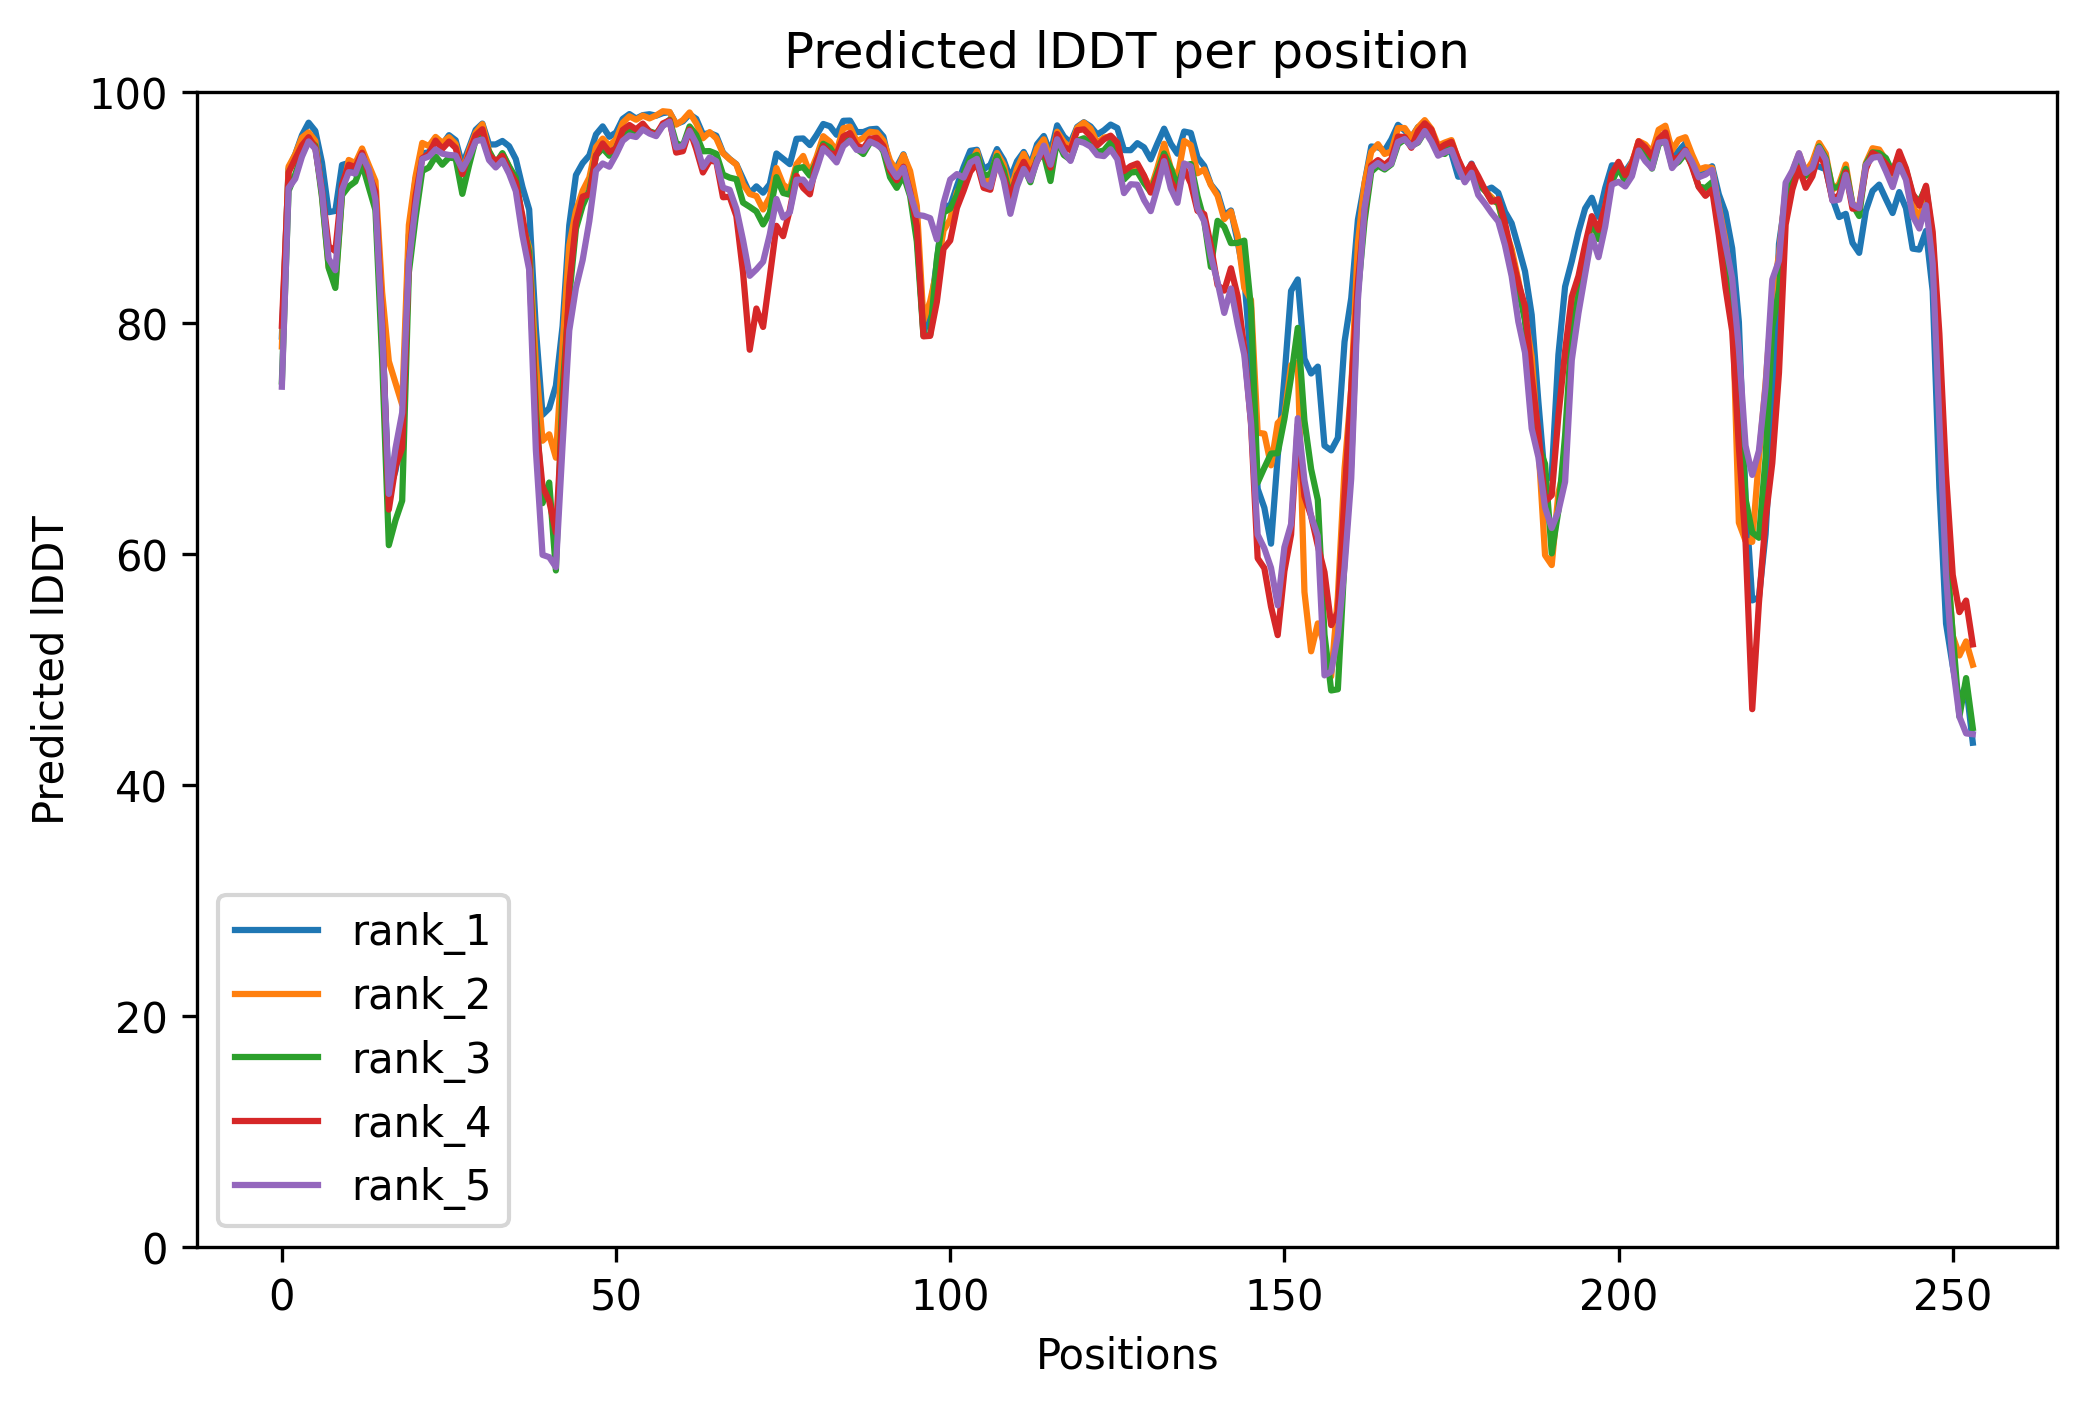 Predicted lDDT per position
100
80
60
40
20
0
Predicted lDDT
rank_1
rank_2
rank_3
rank_4
rank_5
0 50 100 150 200 250
Positions